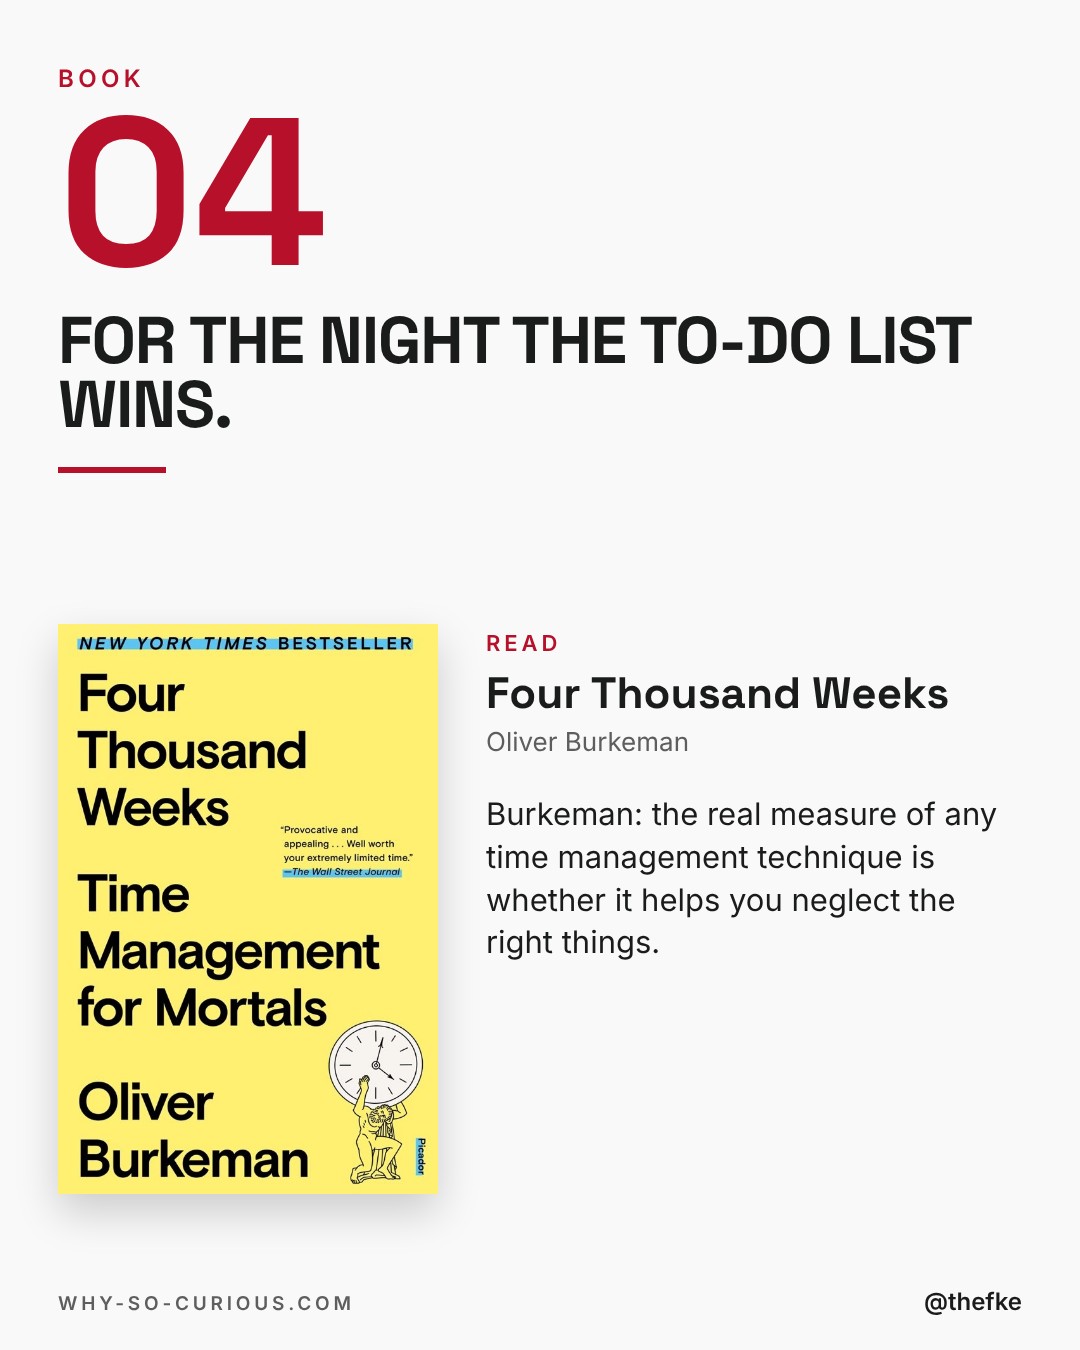 BOOK
04
FOR THE NIGHT THE TO-DO LIST
WINS.
NEW YORK TIMES BESTSELLER
Four
Thousand
Weeks
"Provocative and
appealing . . . Well worth
your extremely limited time."
—The Wall Street Journal
Time
Management
for Mortals
Oliver
Burkeman
Picador
READ
Four Thousand Weeks
Oliver Burkeman
Burkeman: the real measure of any
time management technique is
whether it helps you neglect the
right things.
WHY-SO-CURIOUS.COM
@thefke